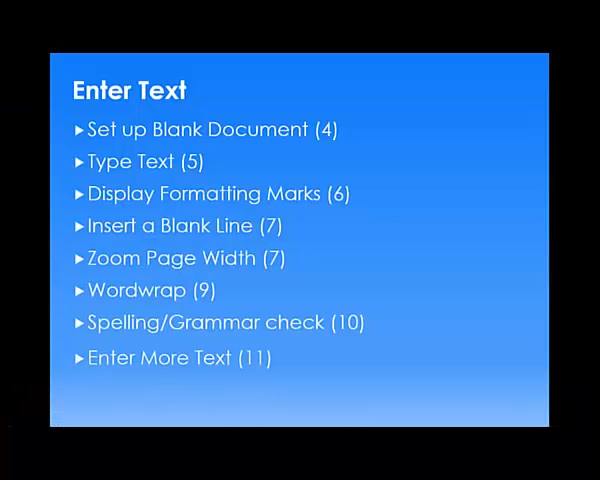 Enter Text
Set up Blank Document (4)
Type Text (5)
Display Formatting Marks (6)
Insert a Blank Line (7)
Zoom Page Width (7)
Wordwrap (9)
Spelling/Grammar check (10)
Enter More Text (11)